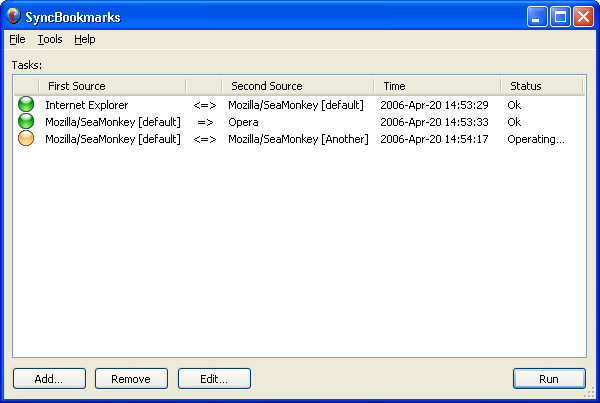 SyncBookmarks
File Tools Help
Tasks:
First Source Second Source Time Status
Internet Explorer <=> Mozilla/SeaMonkey [default] 2006-Apr-20 14:53:29 Ok
Mozilla/SeaMonkey [default] => Opera 2006-Apr-20 14:53:33 Ok
Mozilla/SeaMonkey [default] <=> Mozilla/SeaMonkey [Another] 2006-Apr-20 14:54:17 Operating...
Add... Remove Edit... Run